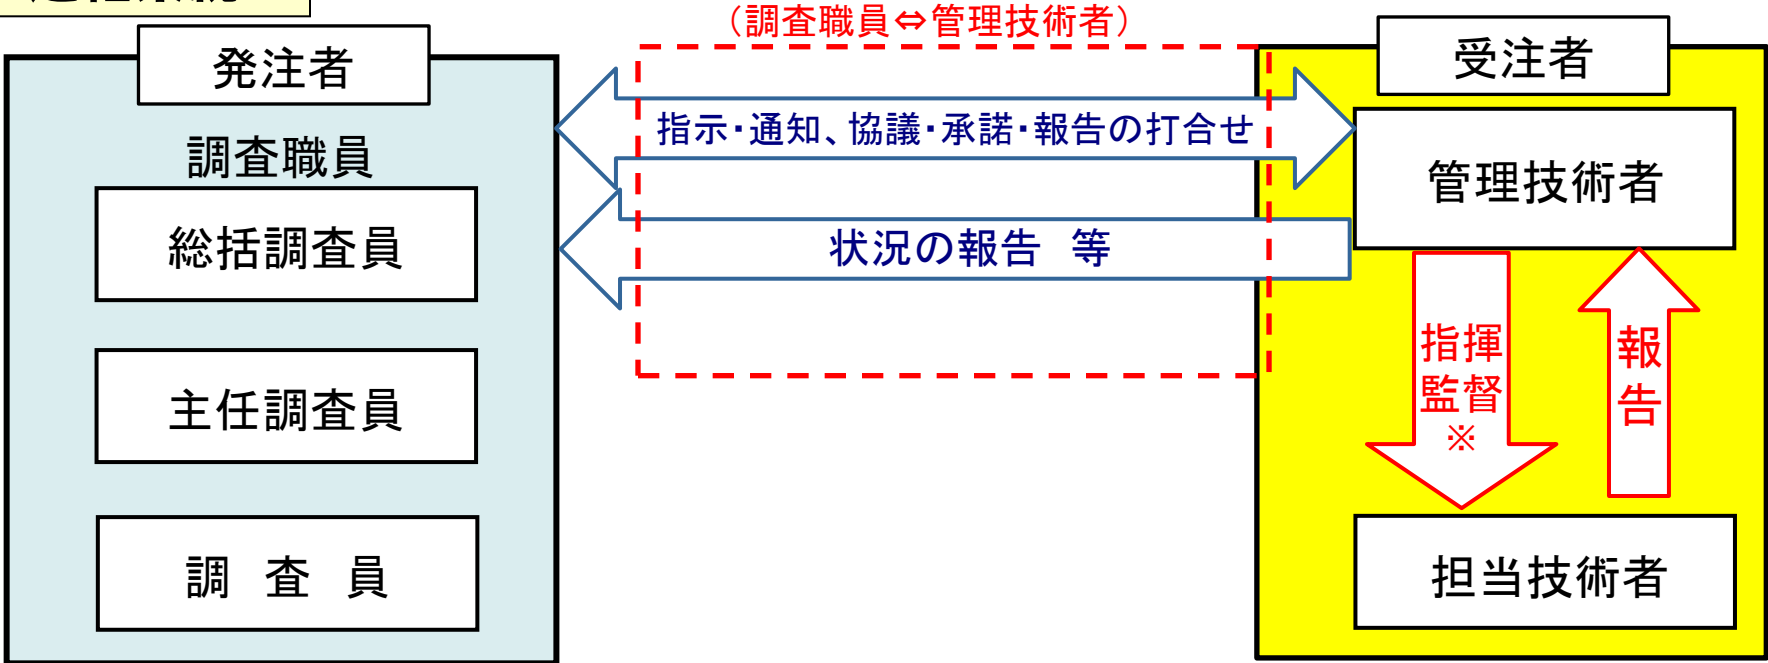 （調査職員⇔管理技術者）
発注者
受注者
調査職員
指示・通知、協議・承諾・報告の打合せ
管理技術者
総括調査員
状況の報告　等
指揮
監督
※
報
告
主任調査員
調　査　員
担当技術者